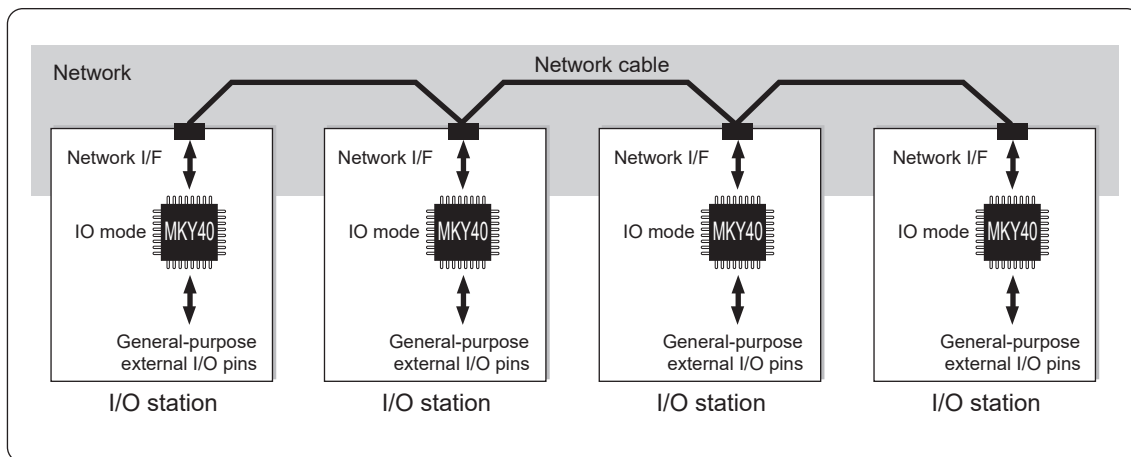 Network
Network cable
Network I/F
IO mode
MKY40
General-purpose
external I/O pins
I/O station
Network I/F
IO mode
MKY40
General-purpose
external I/O pins
I/O station
Network I/F
IO mode
MKY40
General-purpose
external I/O pins
I/O station
Network I/F
IO mode
MKY40
General-purpose
external I/O pins
I/O station